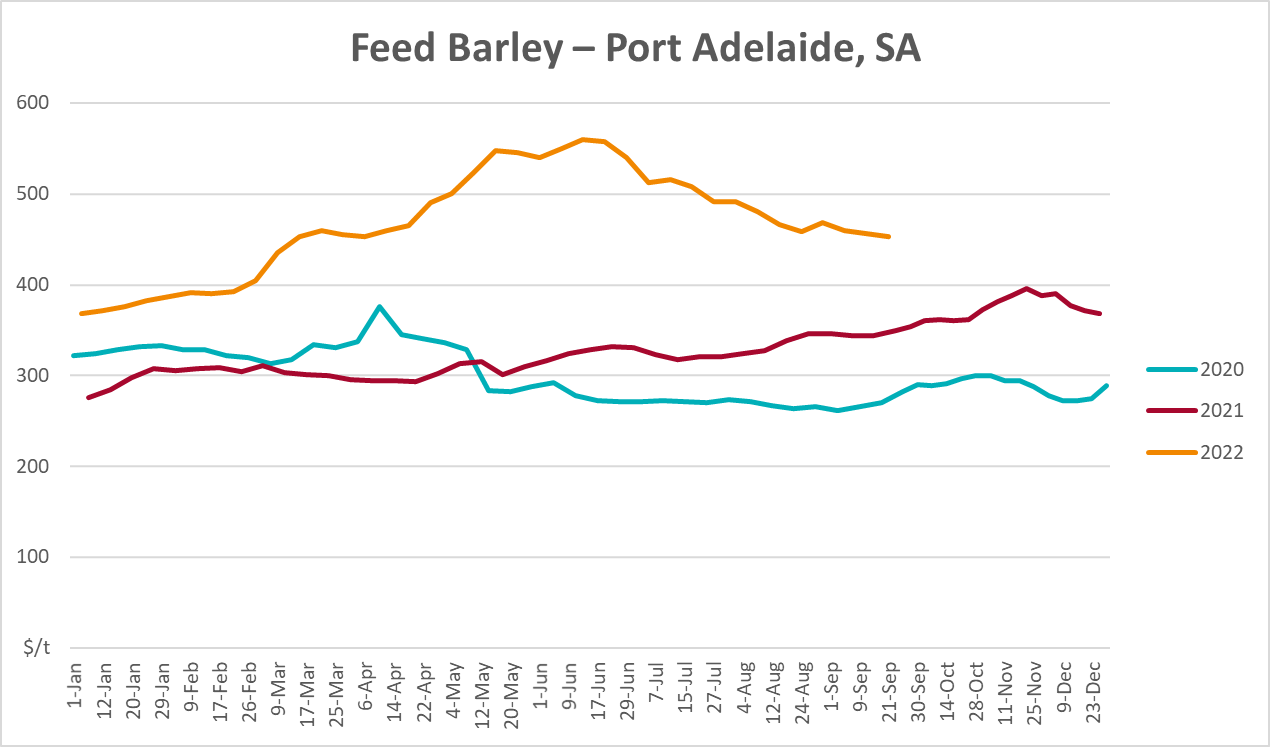 Feed Barley – Port Adelaide, SA
600
500
400
300
200
100
$/t
1-Jan
12-Jan
20-Jan
29-Jan
9-Feb
17-Feb
26-Feb
9-Mar
17-Mar
25-Mar
6-Apr
14-Apr
22-Apr
4-May
12-May
20-May
1-Jun
9-Jun
17-Jun
29-Jun
7-Jul
15-Jul
27-Jul
4-Aug
12-Aug
24-Aug
1-Sep
9-Sep
21-Sep
30-Sep
14-Oct
28-Oct
11-Nov
25-Nov
9-Dec
23-Dec
2020
2021
2022